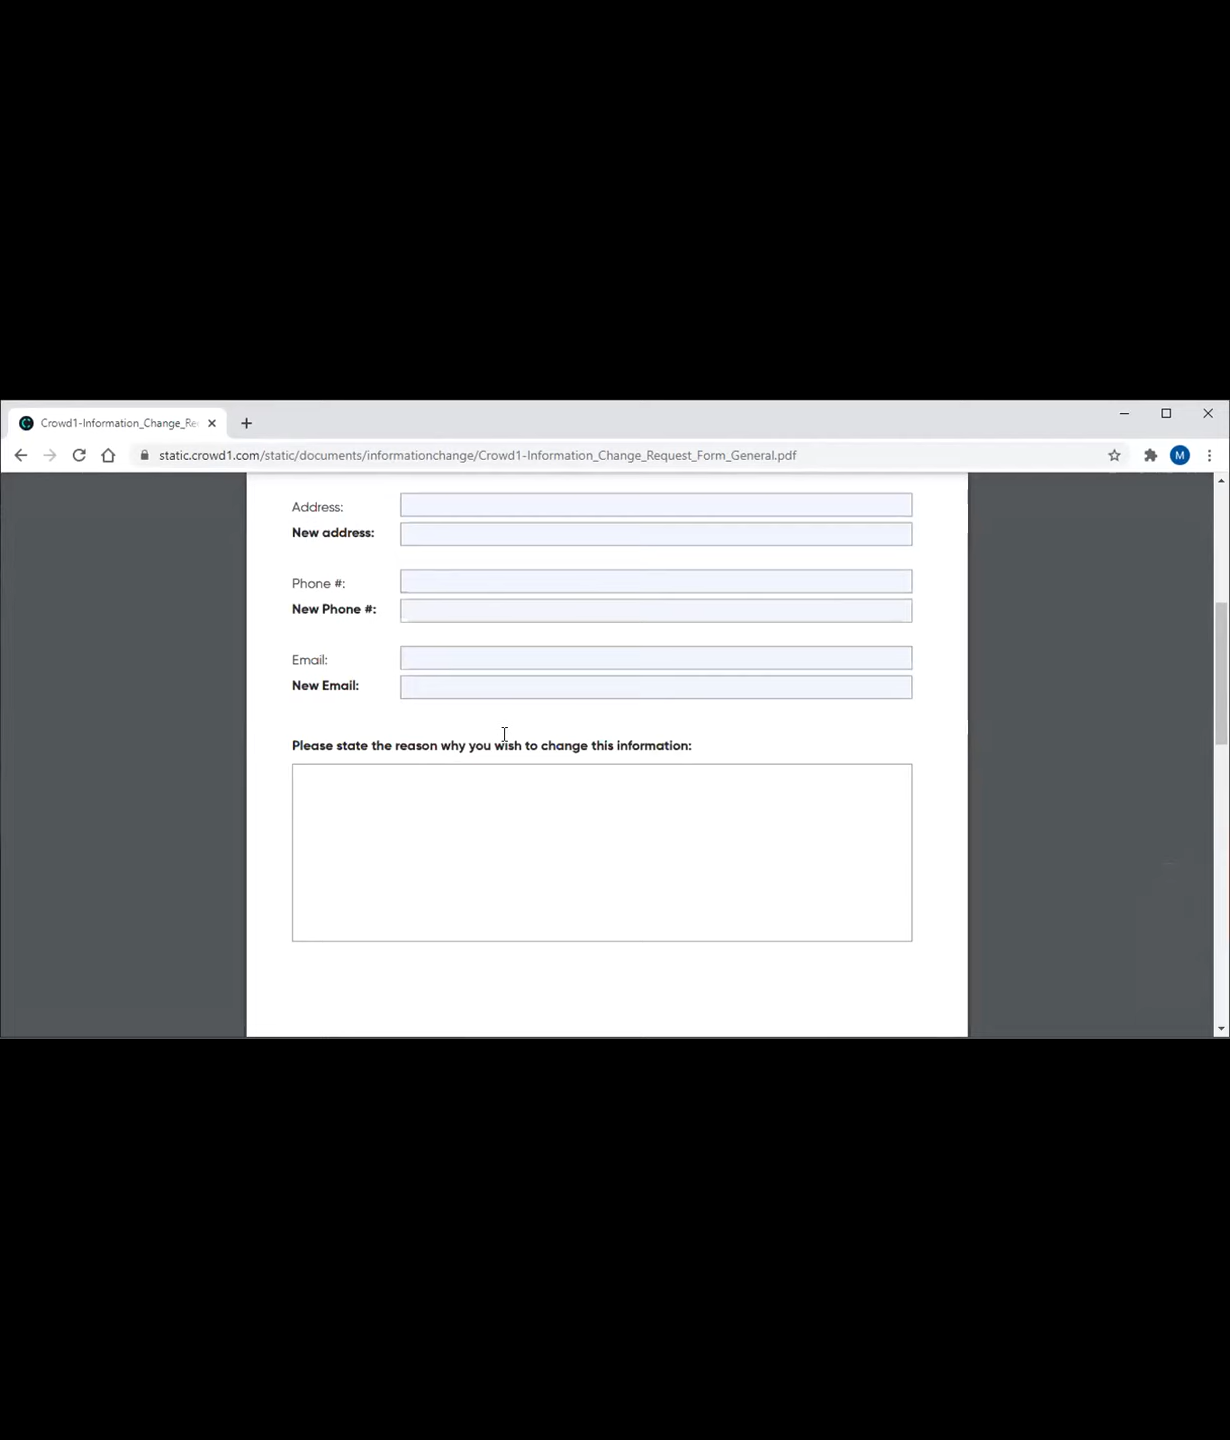 Crowd1-Information_Change_Re
static.crowd1.com/static/documents/informationchange/Crowd1-Information_Change_Request_Form_General.pdf
M
Address:
New address:
Phone #:
New Phone #:
Email:
New Email:
Please state the reason why you wish to change this information: